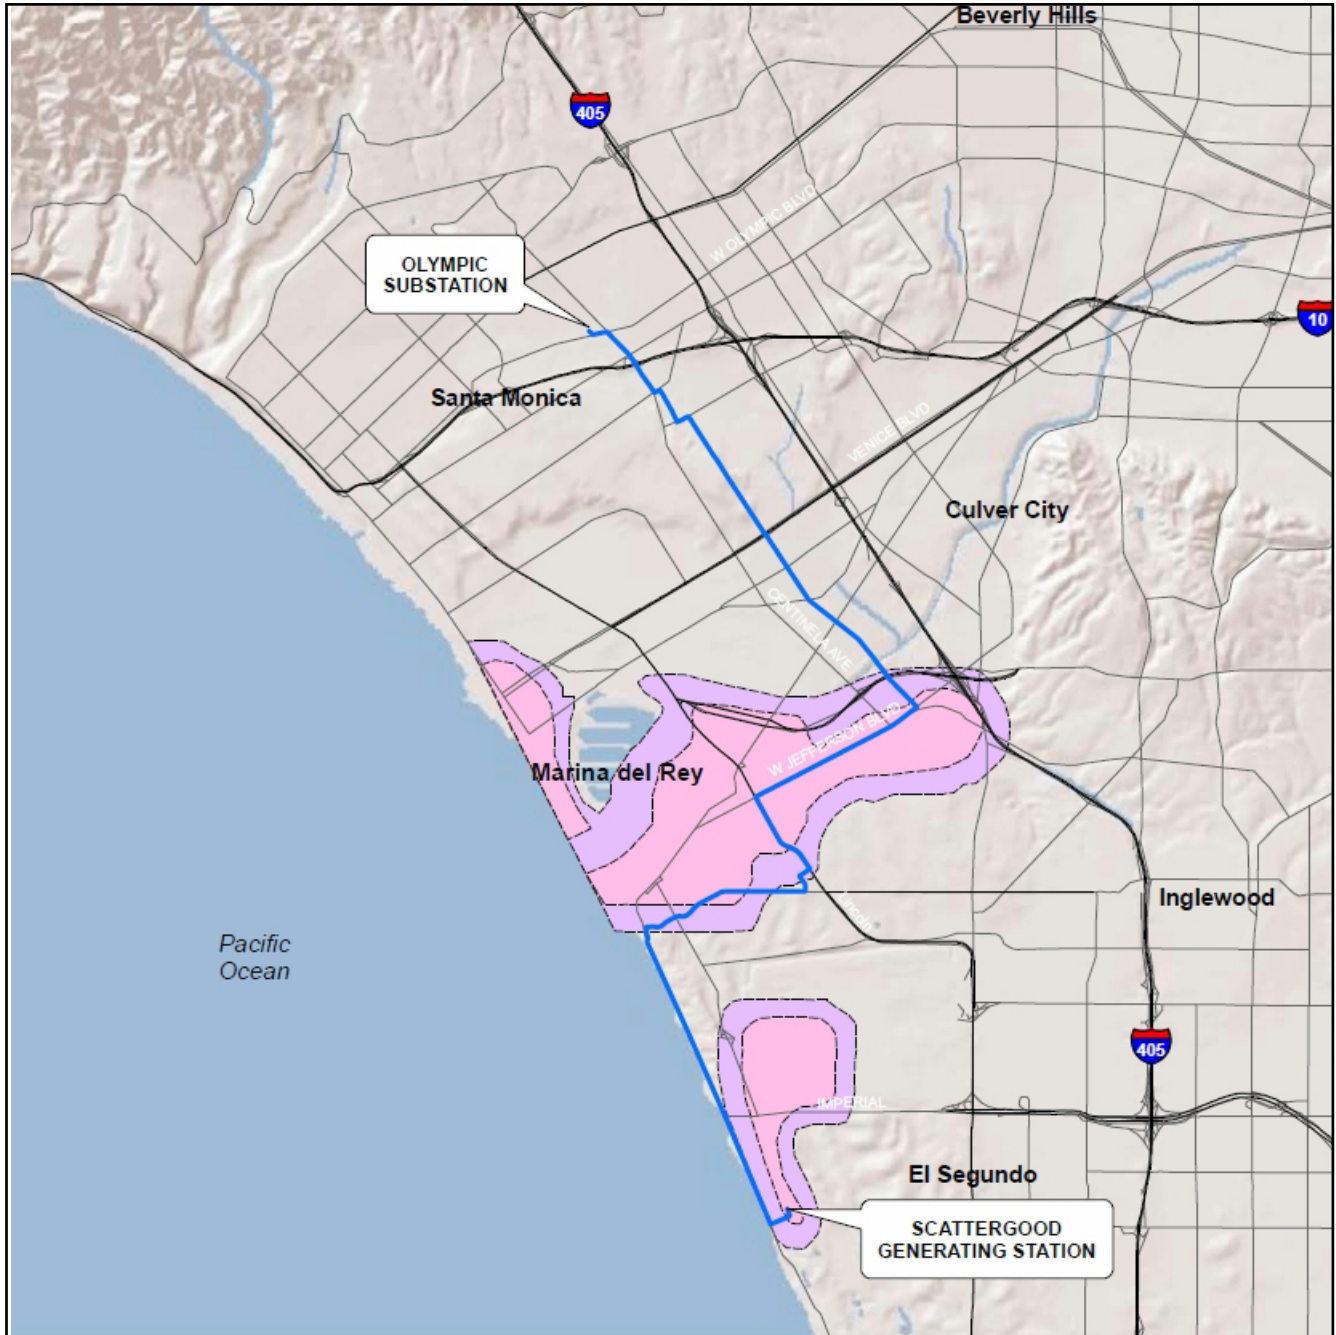 Beverly Hills
405
W OLYMPIC BLVD
OLYMPIC
SUBSTATION
10
Santa Monica
VENICE BLVD
Culver City
CENTINELA AVE
W JEFFERSON BLVD
Marina del Rey
Inglewood
Lincoln
Pacific
Ocean
405
IMPERIAL
El Segundo
SCATTERGOOD
GENERATING STATION